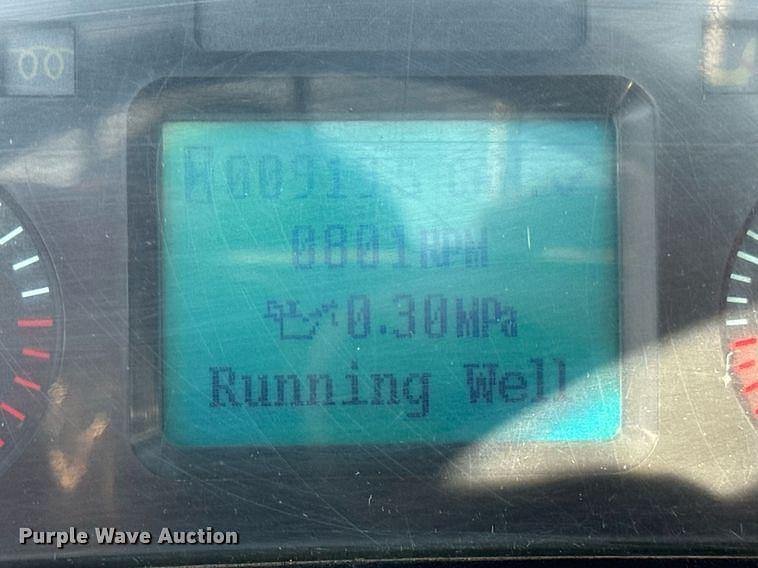 0801RPM
0.30MPa
Running Well
Purple Wave Auction